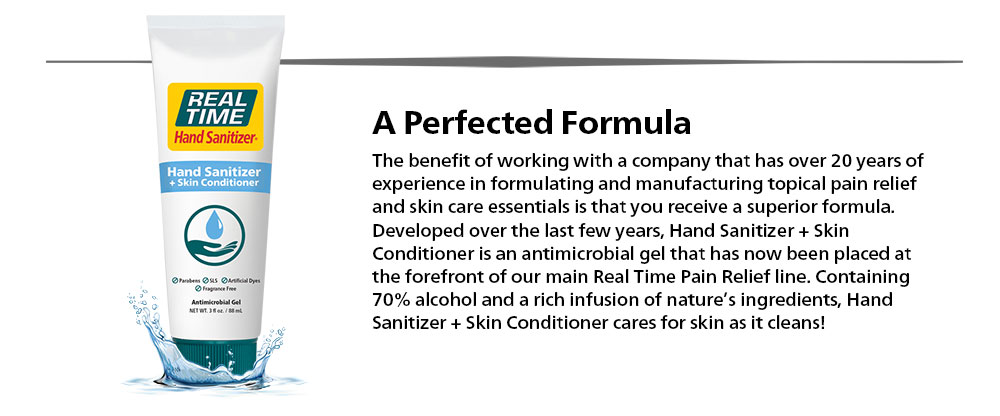 REAL
TIME
Hand Sanitizer
Hand Sanitizer
+ Skin Conditioner
Parabens SLS Artificial Dyes
Fragrance Free
Antimicrobial Gel
NET WT. 3 fl oz. / 88 mL
A Perfected Formula
The benefit of working with a company that has over 20 years of
experience in formulating and manufacturing topical pain relief
and skin care essentials is that you receive a superior formula.
Developed over the last few years, Hand Sanitizer + Skin
Conditioner is an antimicrobial gel that has now been placed at
the forefront of our main Real Time Pain Relief line. Containing
70% alcohol and a rich infusion of nature's ingredients, Hand
Sanitizer + Skin Conditioner cares for skin as it cleans!